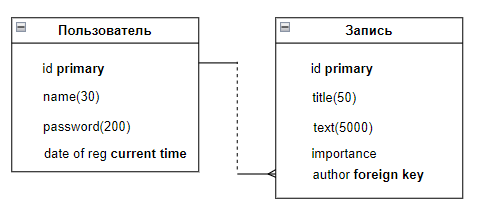 Пользователь
id primary
name(30)
password(200)
date of reg current time
Запись
id primary
title(50)
text(5000)
importance
author foreign key